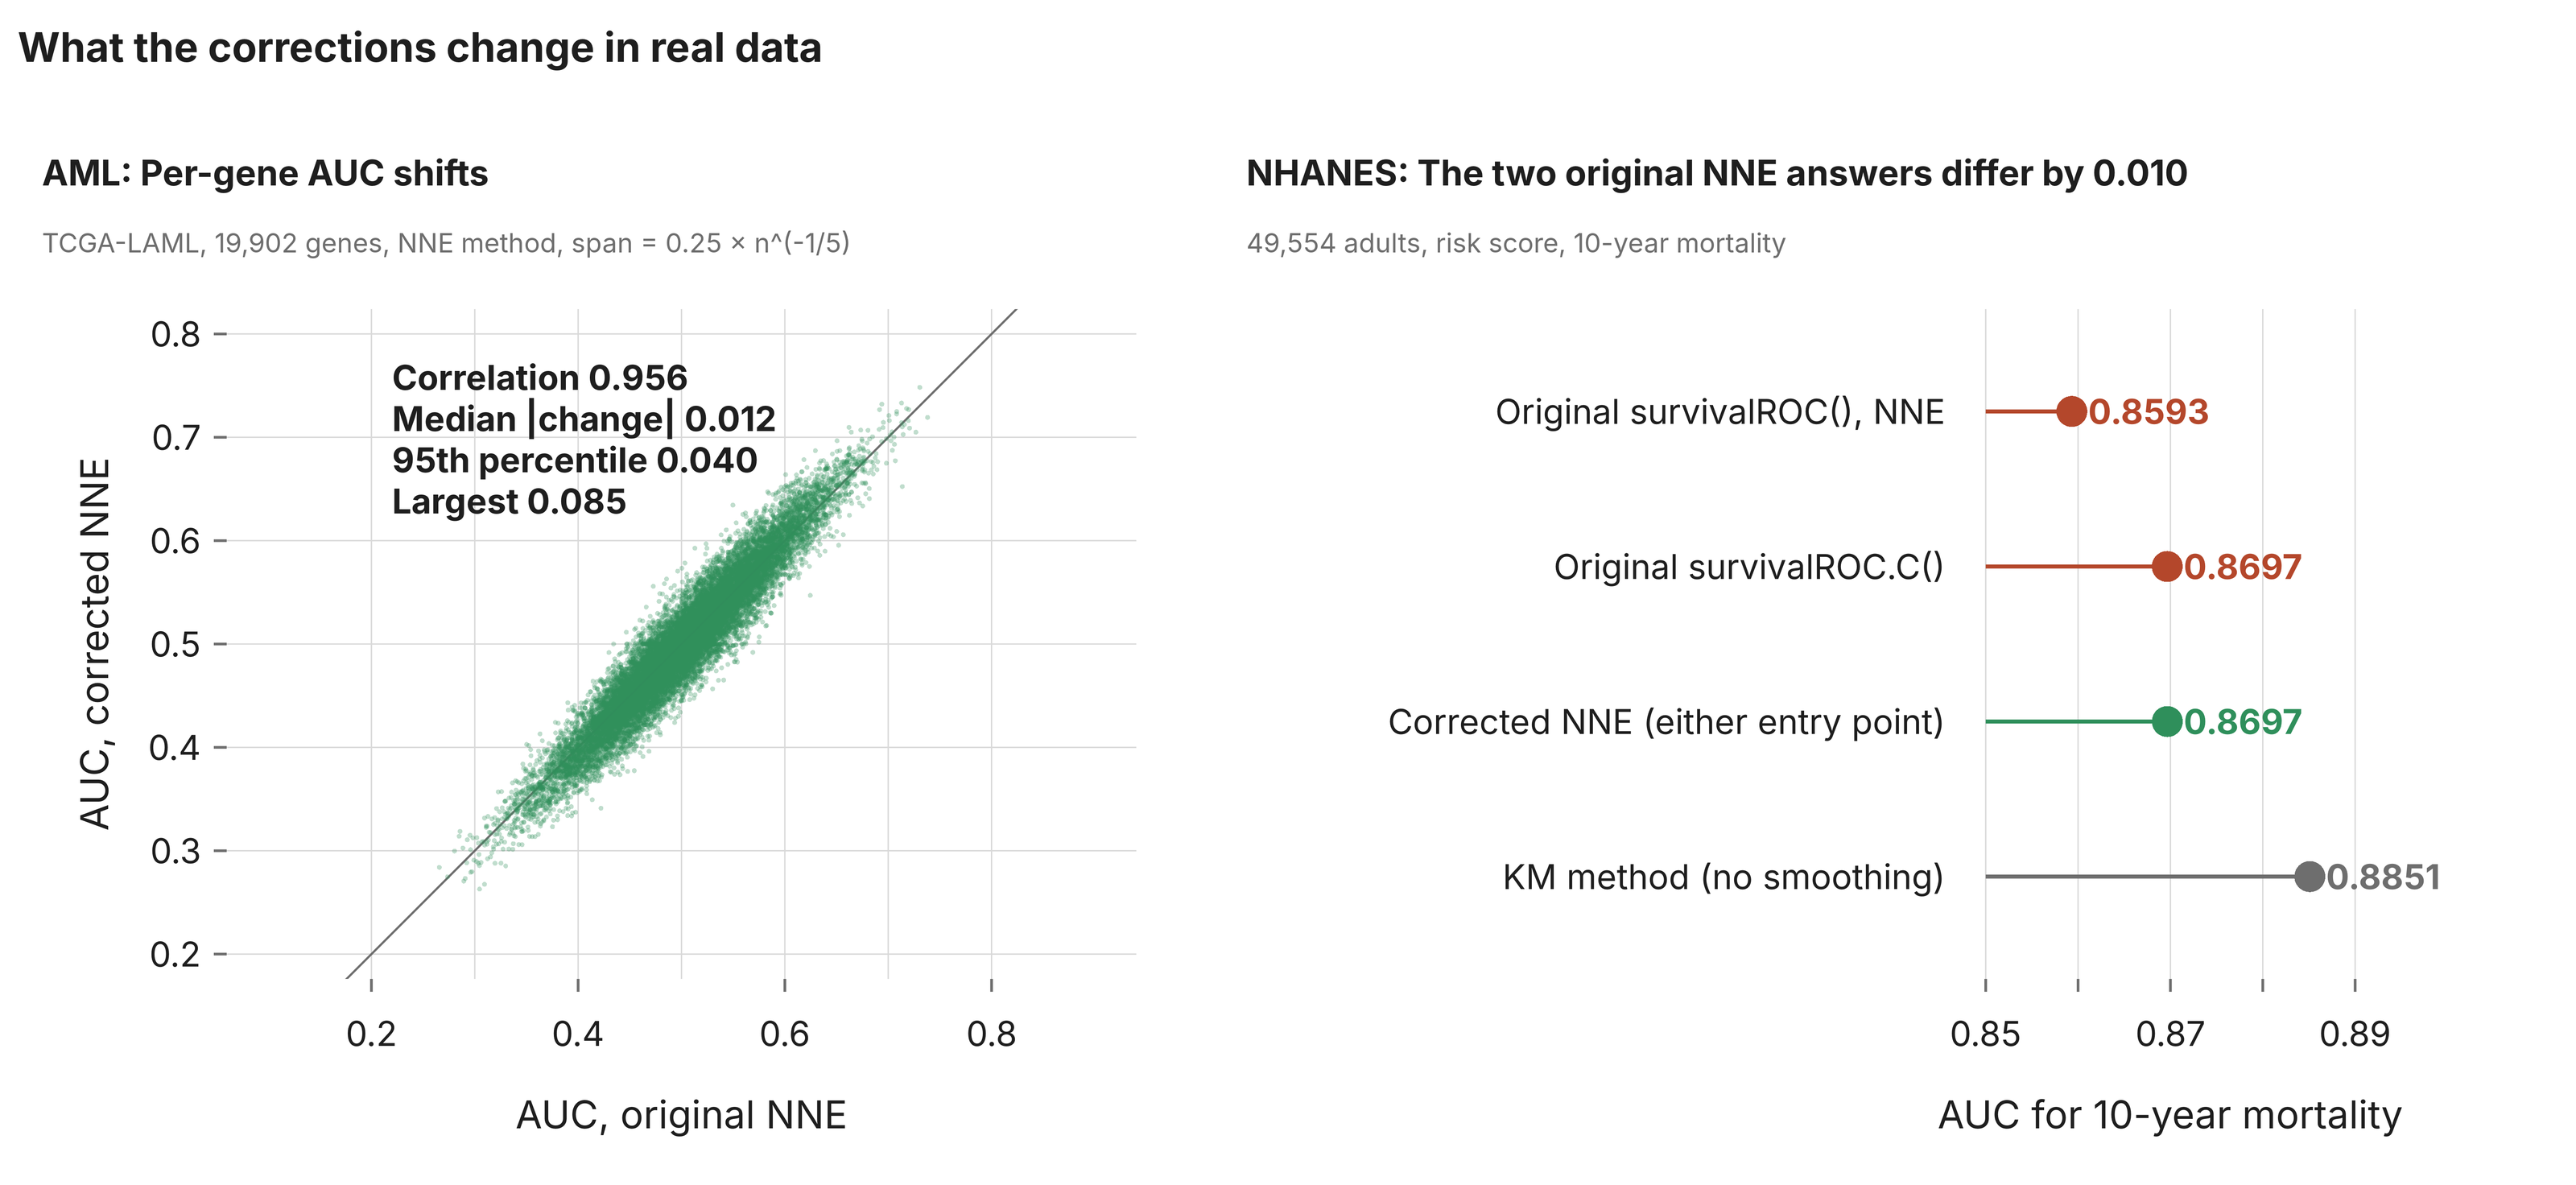 What the corrections change in real data
AML: Per-gene AUC shifts
TCGA-LAML, 19,902 genes, NNE method, span = 0.25 × n^(-1/5)
Correlation 0.956
Median |change| 0.012
95th percentile 0.040
Largest 0.085
AUC, corrected NNE
0.8
0.7
0.6
0.5
0.4
0.3
0.2
0.2 0.4 0.6 0.8
AUC, original NNE
NHANES: The two original NNE answers differ by 0.010
49,554 adults, risk score, 10-year mortality
Original survivalROC(), NNE 0.8593
Original survivalROC.C() 0.8697
Corrected NNE (either entry point) 0.8697
KM method (no smoothing) 0.8851
0.85 0.87 0.89
AUC for 10-year mortality